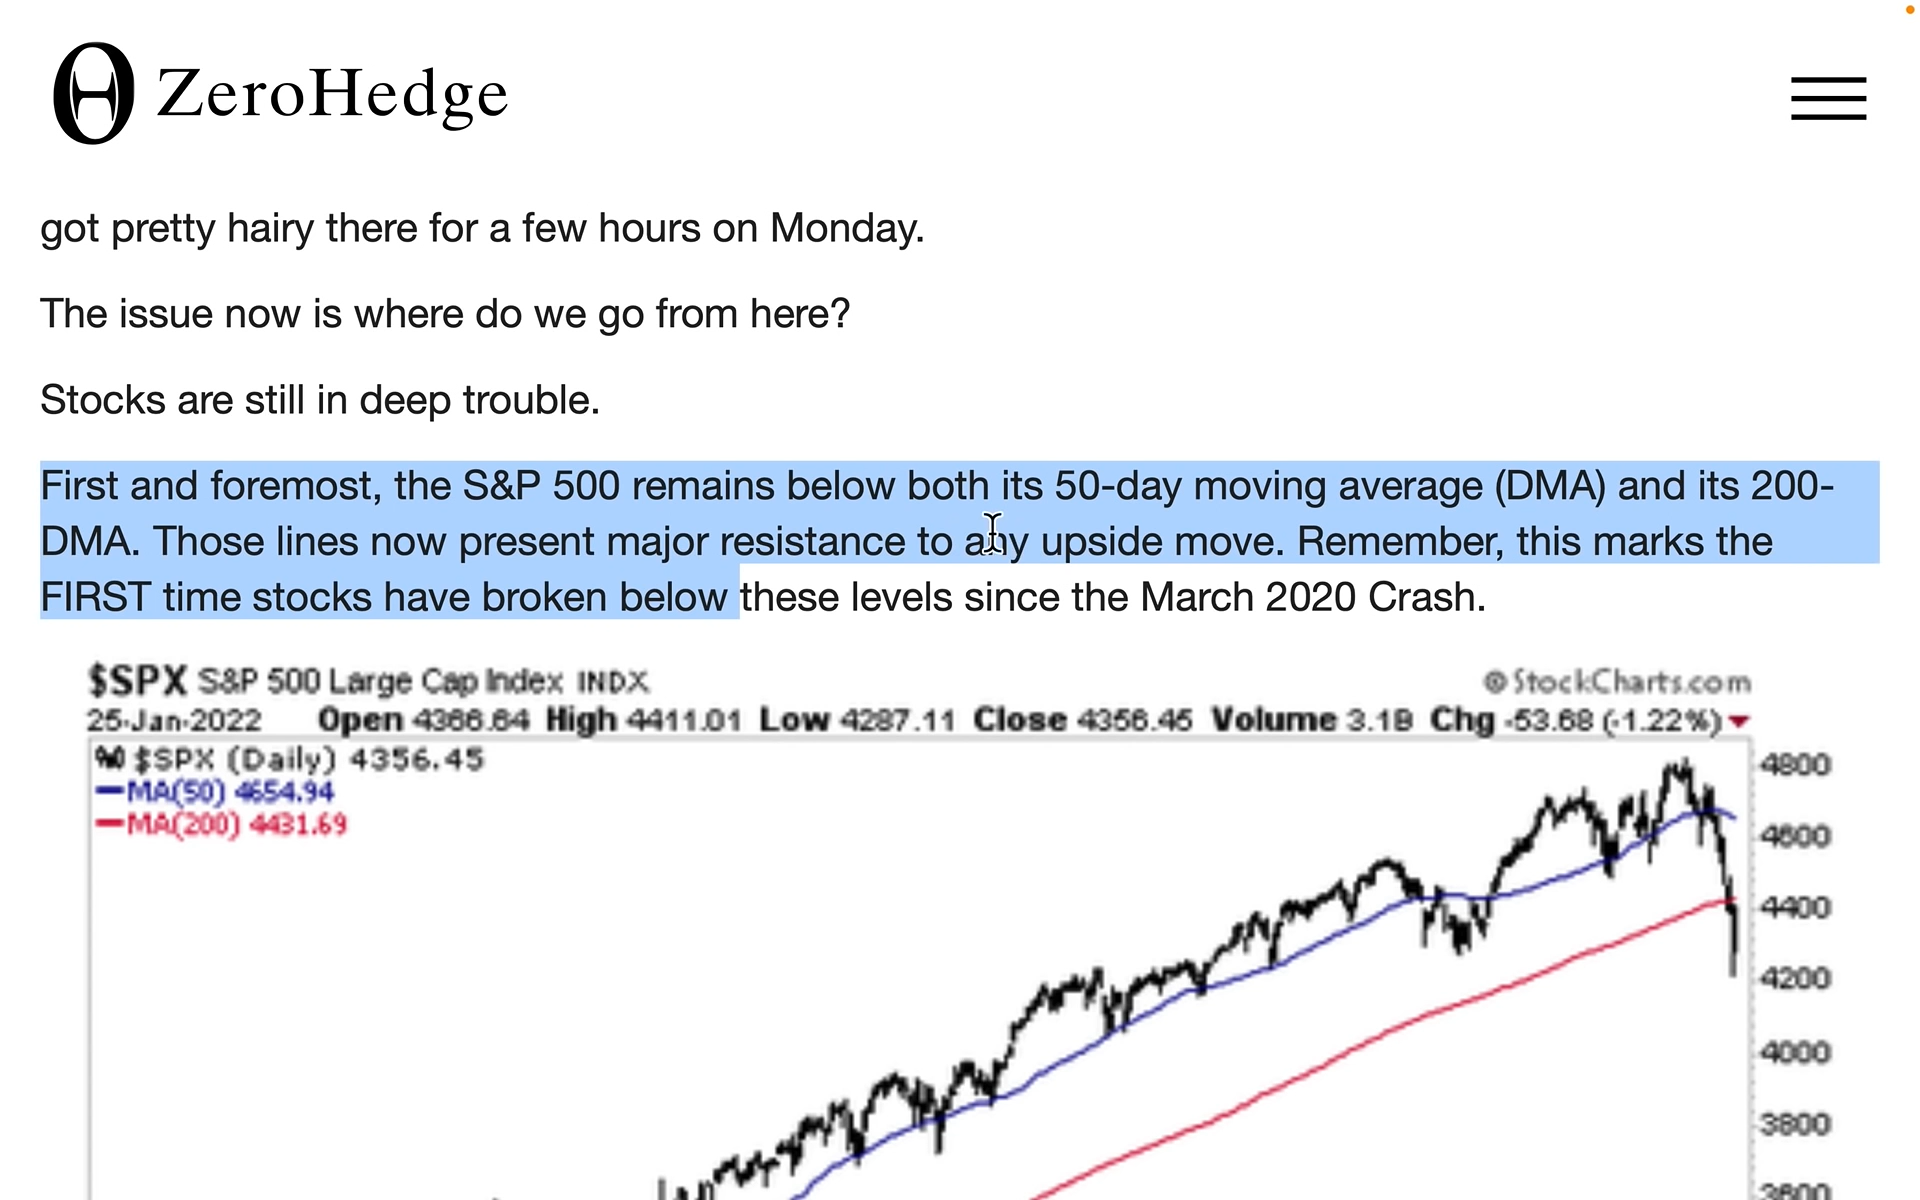 ZeroHedge
got pretty hairy there for a few hours on Monday.
The issue now is where do we go from here?
Stocks are still in deep trouble.
First and foremost, the S&P 500 remains below both its 50-day moving average (DMA) and its 200-
DMA. Those lines now present major resistance to any upside move. Remember, this marks the
FIRST time stocks have broken below these levels since the March 2020 Crash.
$SPX S&P 500 Large Cap Index INDX © StockCharts.com
25-Jan-2022 Open 4366.64 High 4411.01 Low 4287.11 Close 4356.45 Volume 3.1B Chg -53.68 (-1.22%)
$SPX (Daily) 4356.45
MA(50) 4654.94
MA(200) 4431.69
4800
4600
4400
4200
4000
3800
3600